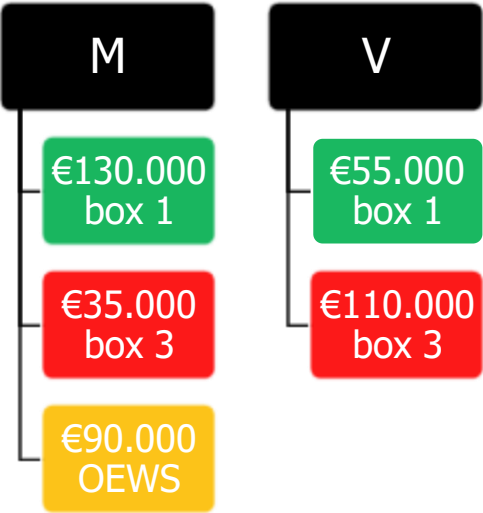 M
€130.000
box 1
€35.000
box 3
€90.000
OEWS
V
€55.000
box 1
€110.000
box 3